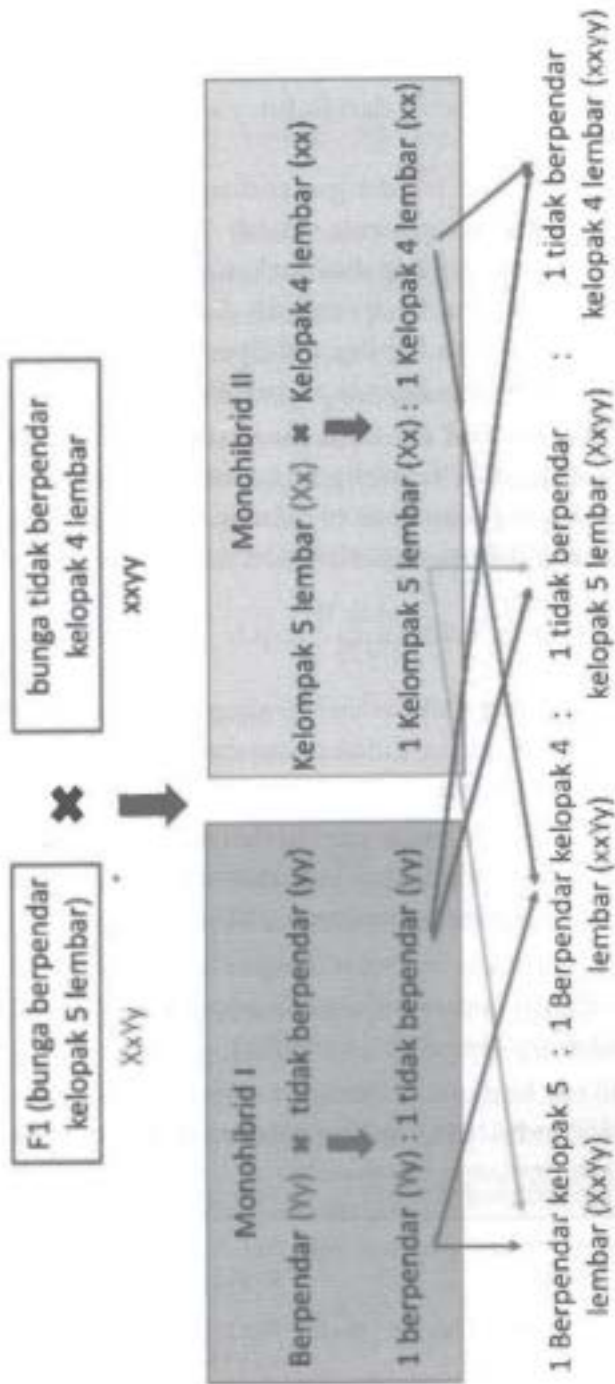 F1 (bunga berpendar
kelopak 5 lembar)
XxYy
bunga tidak berpendar
kelopak 4 lembar
xxyy
Monohibrid I
Berpendar (Yy) ✖ tidak berpendar (yy)
1 berpendar (Yy) : 1 tidak bependar (yy)
Monohibrid II
Kelompak 5 lembar (Xx) ✖ Kelopak 4 lembar (xx)
1 Kelompak 5 lembar (Xx) : 1 Kelopak 4 lembar (xx)
1 Berpendar kelopak 5 : 1 Berpendar kelopak 4 : 1 tidak berpendar : 1 tidak berpendar
lembar (XxYy) lembar (xxYy) kelopak 5 lembar (Xxyy) kelopak 4 lembar (xxyy)